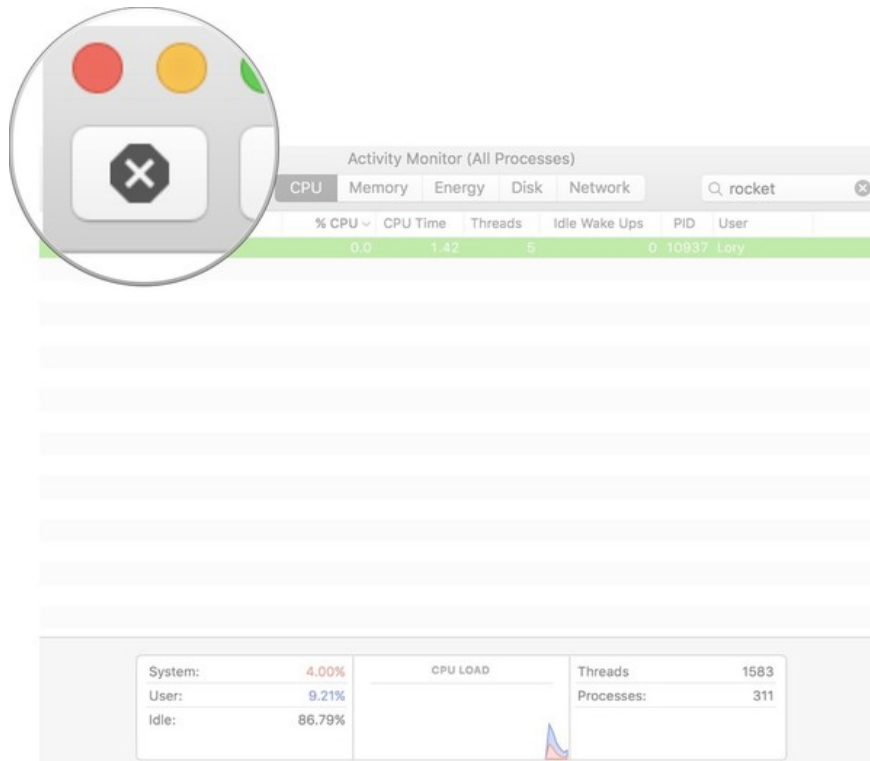 Activity Monitor (All Processes)
CPU Memory Energy Disk Network rocket
% CPU CPU Time Threads Idle Wake Ups PID User
0.0 1.42 5 0 10937 Lory
System: 4.00% CPU LOAD Threads 1583
User: 9.21% Processes: 311
Idle: 86.79%